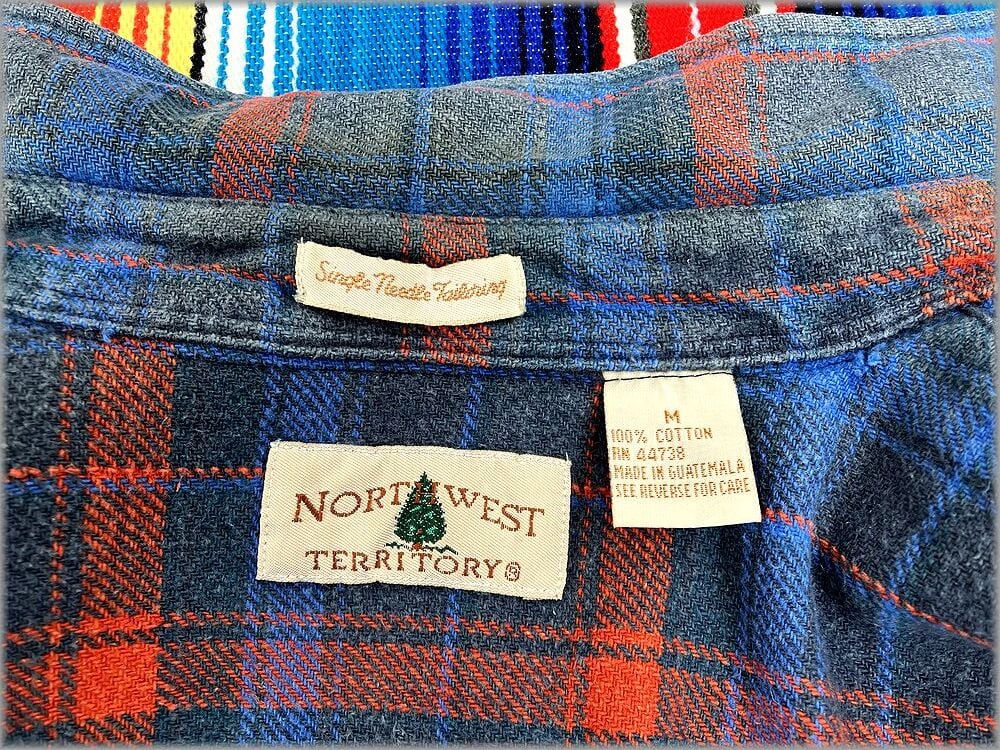 Single Needle Tailoring
M
100% COTTON
RN 44738
MADE IN GUATEMALA
SEE REVERSE FOR CARE
NORTHWEST
TERRITORY®